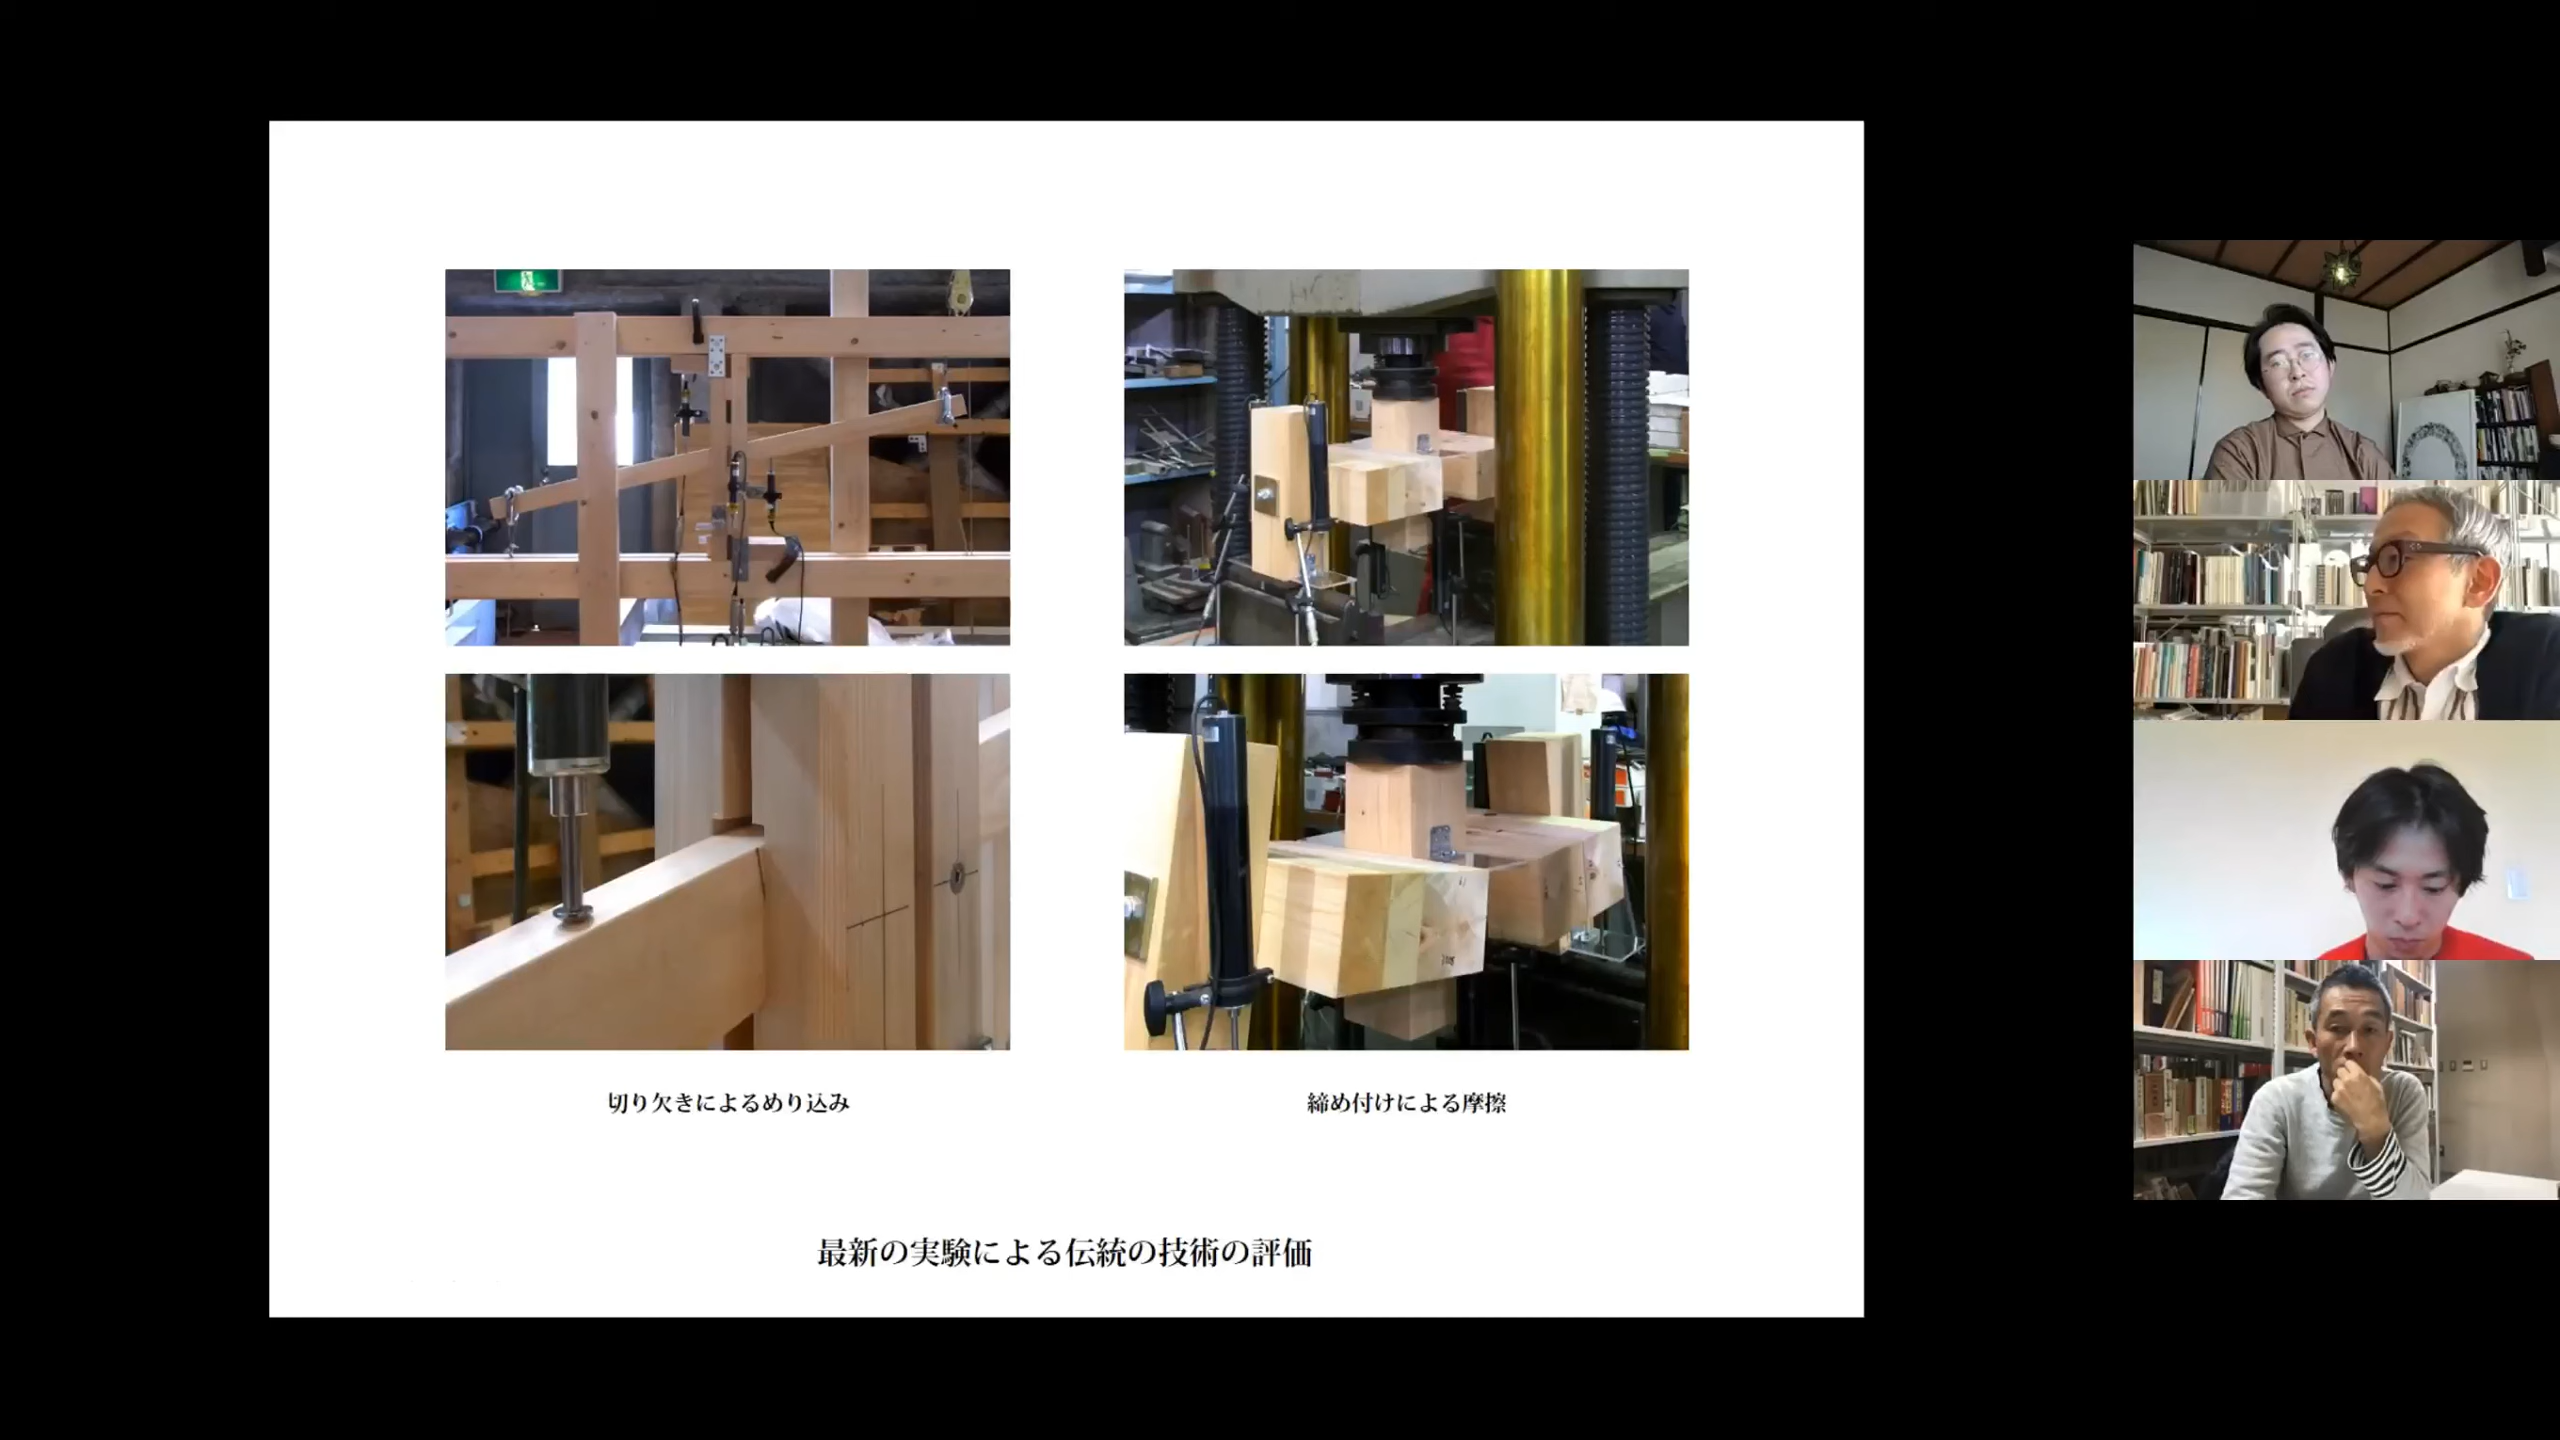 切り欠きによるめり込み
締め付けによる摩擦
最新の実験による伝統の技術の評価